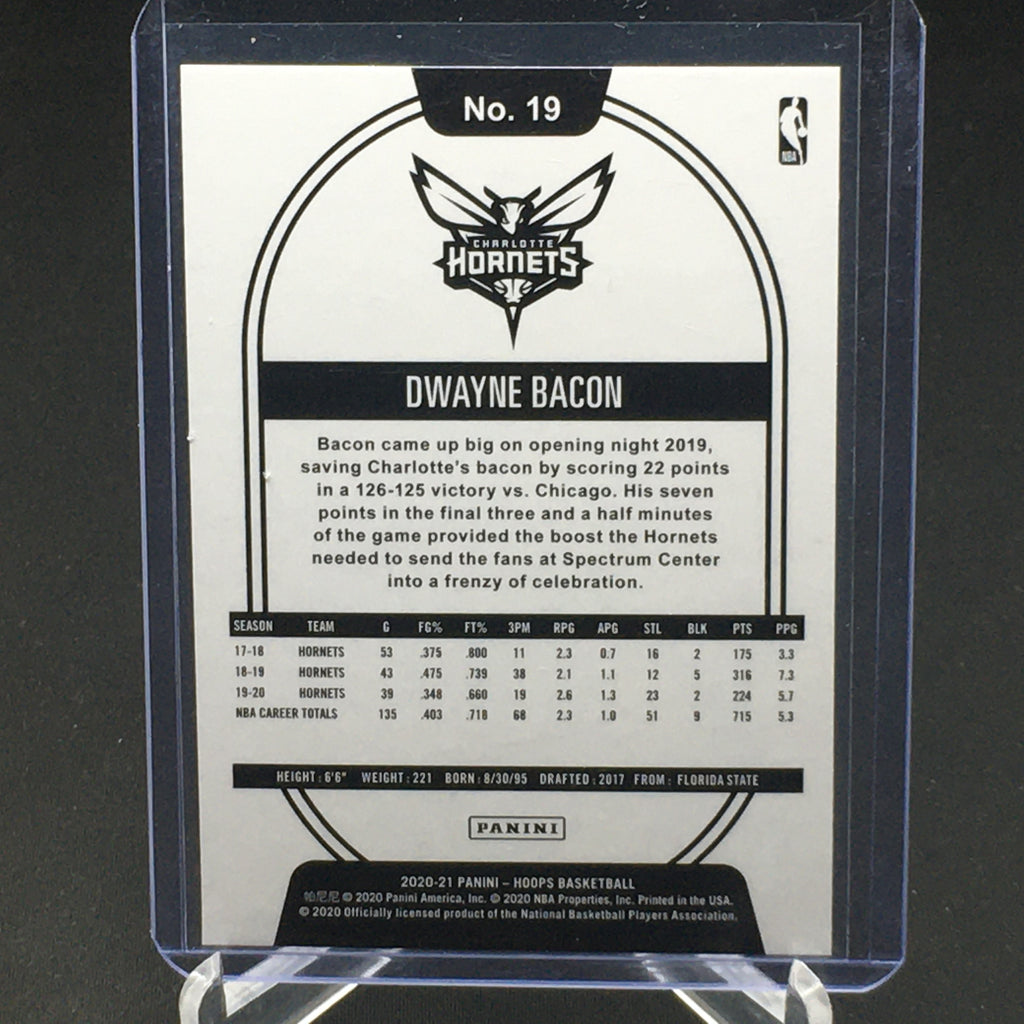 No. 19
NBA
CHARLOTTE
HORNETS
DWAYNE BACON
Bacon came up big on opening night 2019,
saving Charlotte's bacon by scoring 22 points
in a 126-125 victory vs. Chicago. His seven
points in the final three and a half minutes
of the game provided the boost the Hornets
needed to send the fans at Spectrum Center
into a frenzy of celebration.
SEASON TEAM G FG% FT% 3PM RPG APG STL BLK PTS PPG
17-18 HORNETS 53 .375 .800 11 2.3 0.7 16 2 175 3.3
18-19 HORNETS 43 .475 .739 38 2.1 1.1 12 5 316 7.3
19-20 HORNETS 39 .348 .660 19 2.6 1.3 23 2 224 5.7
NBA CAREER TOTALS 135 .403 .718 68 2.3 1.0 51 9 715 5.3
HEIGHT: 6'6" WEIGHT: 221 BORN: 8/30/95 DRAFTED: 2017 FROM: FLORIDA STATE
PANINI
2020-21 PANINI – HOOPS BASKETBALL
帕尼尼 © 2020 Panini America, Inc. © 2020 NBA Properties, Inc. Printed in the USA.
© 2020 Officially licensed product of the National Basketball Players Association.